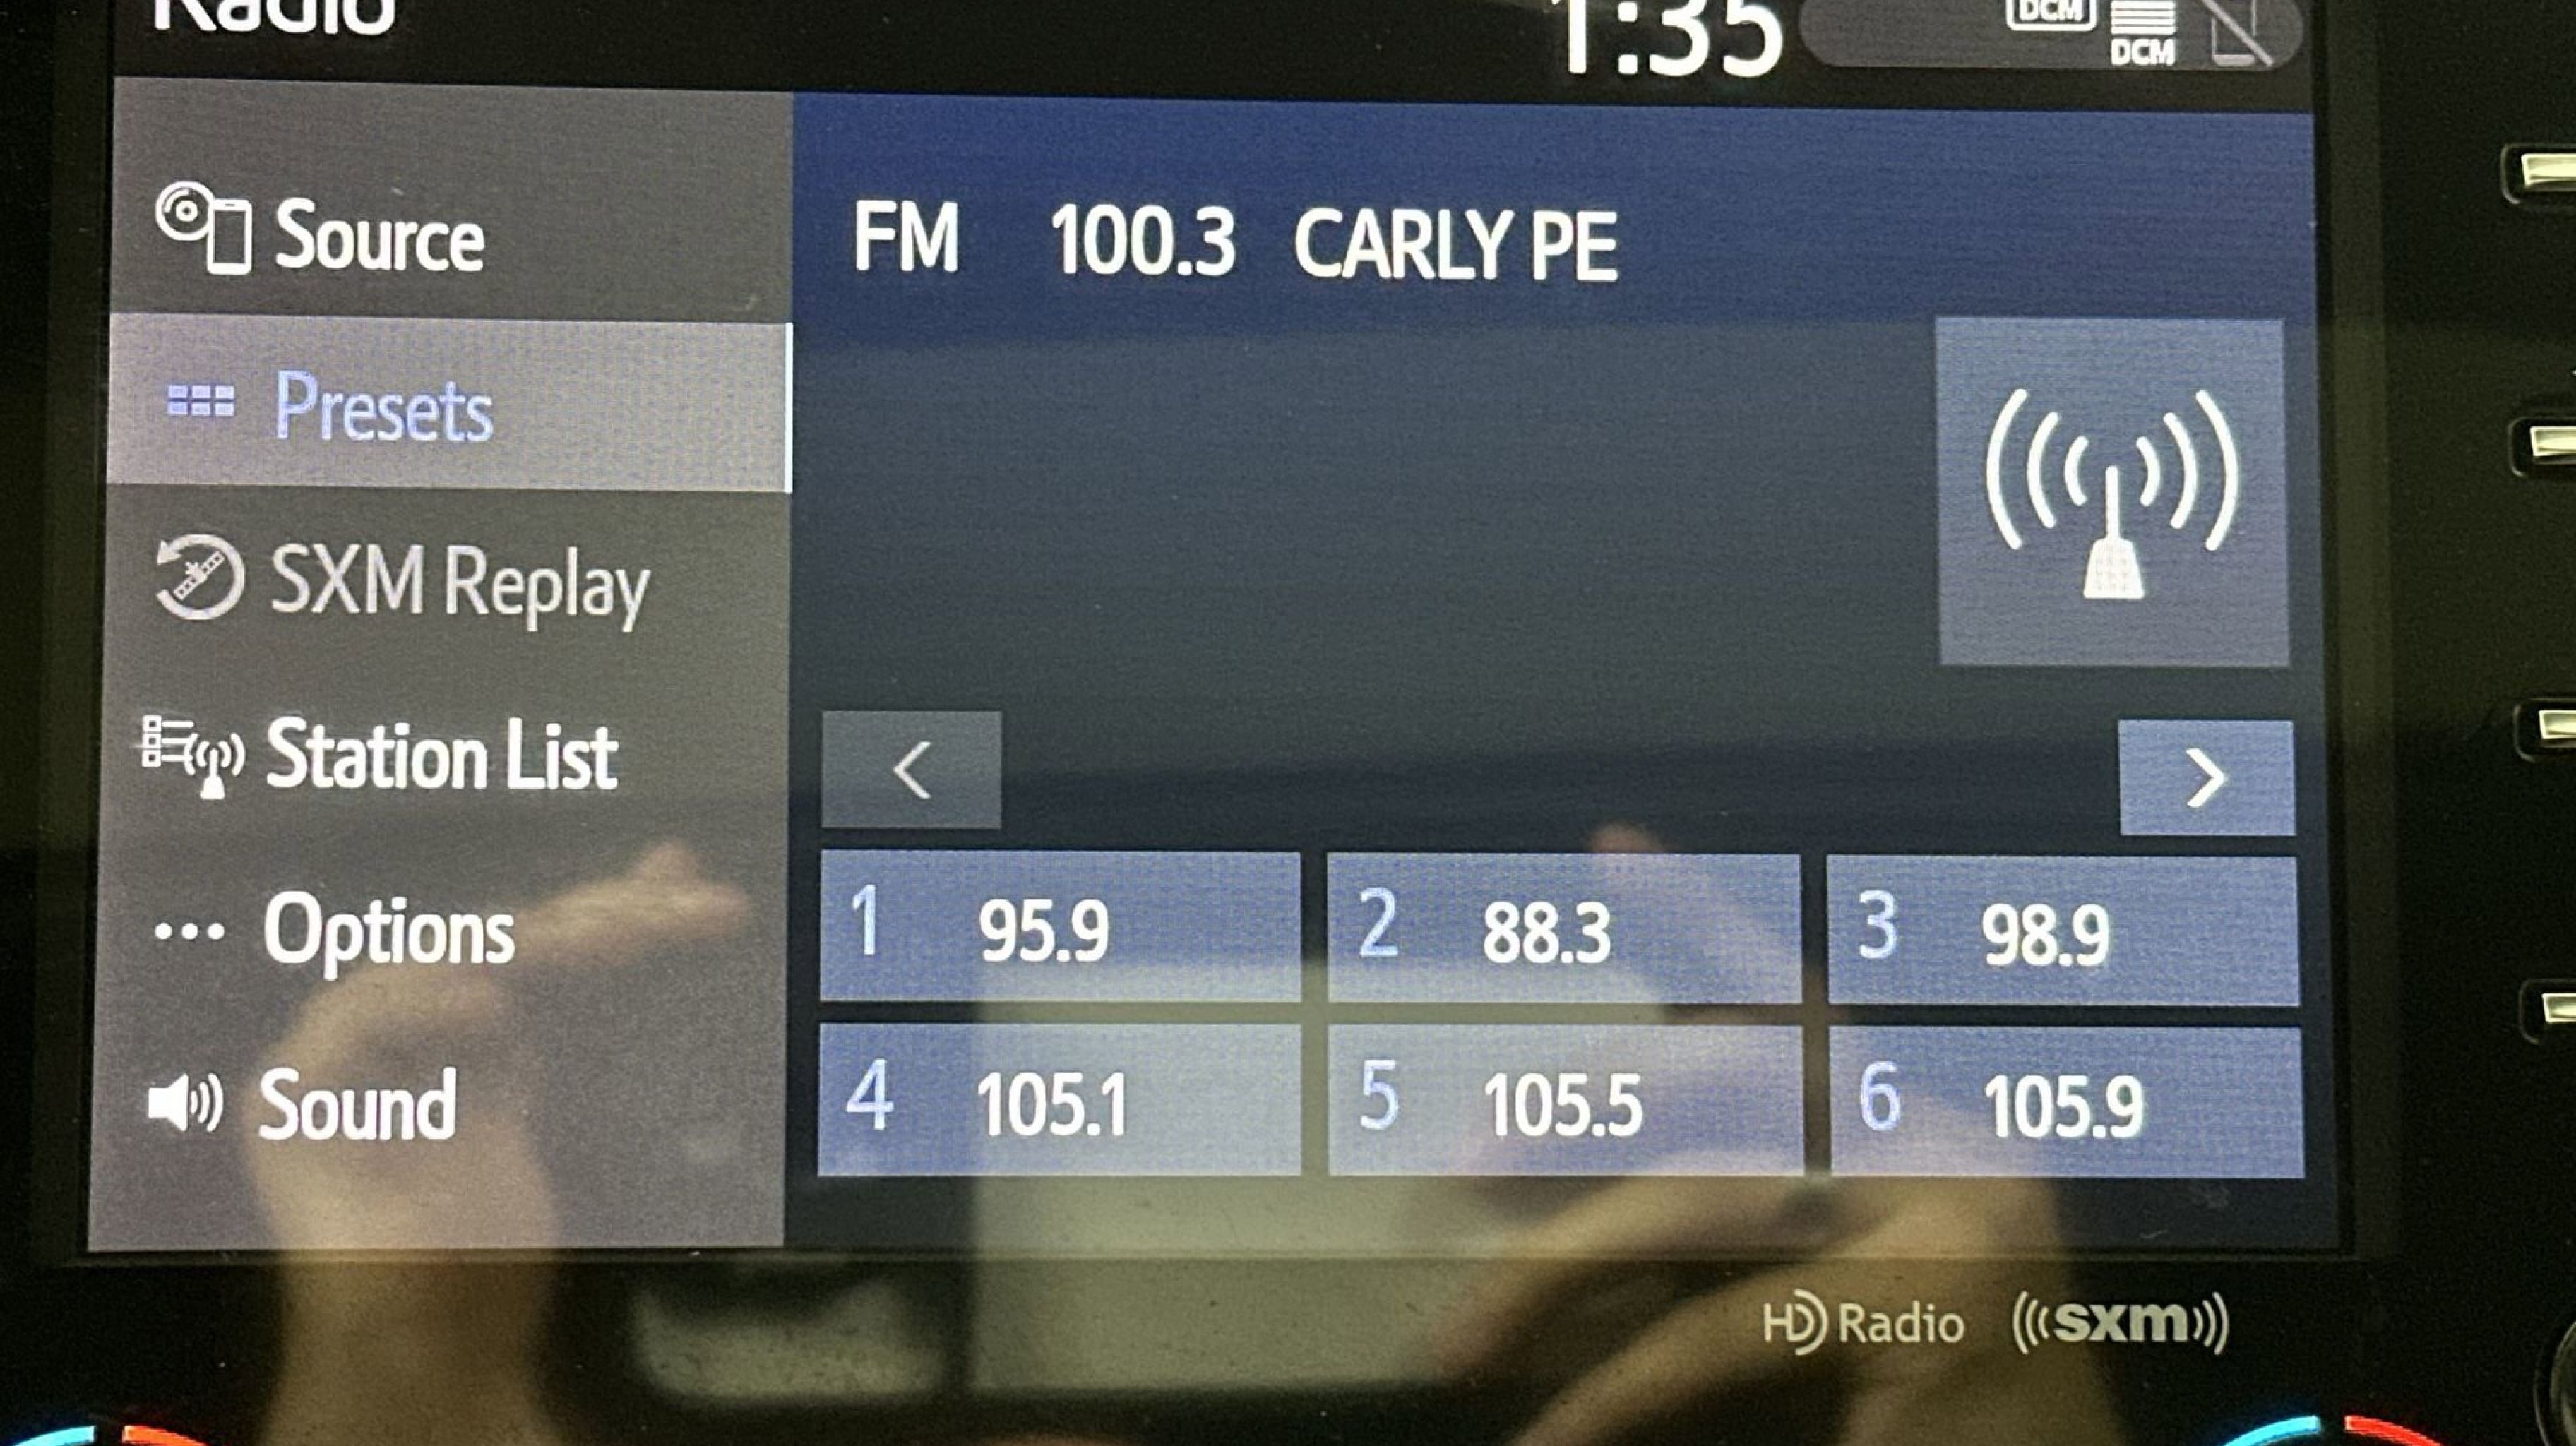 Radio
1:35
DCM
DCM
Source
Presets
SXM Replay
Station List
Options
Sound
FM 100.3 CARLY PE
<
>
1 95.9 2 88.3 3 98.9
4 105.1 5 105.5 6 105.9
HD Radio sxm